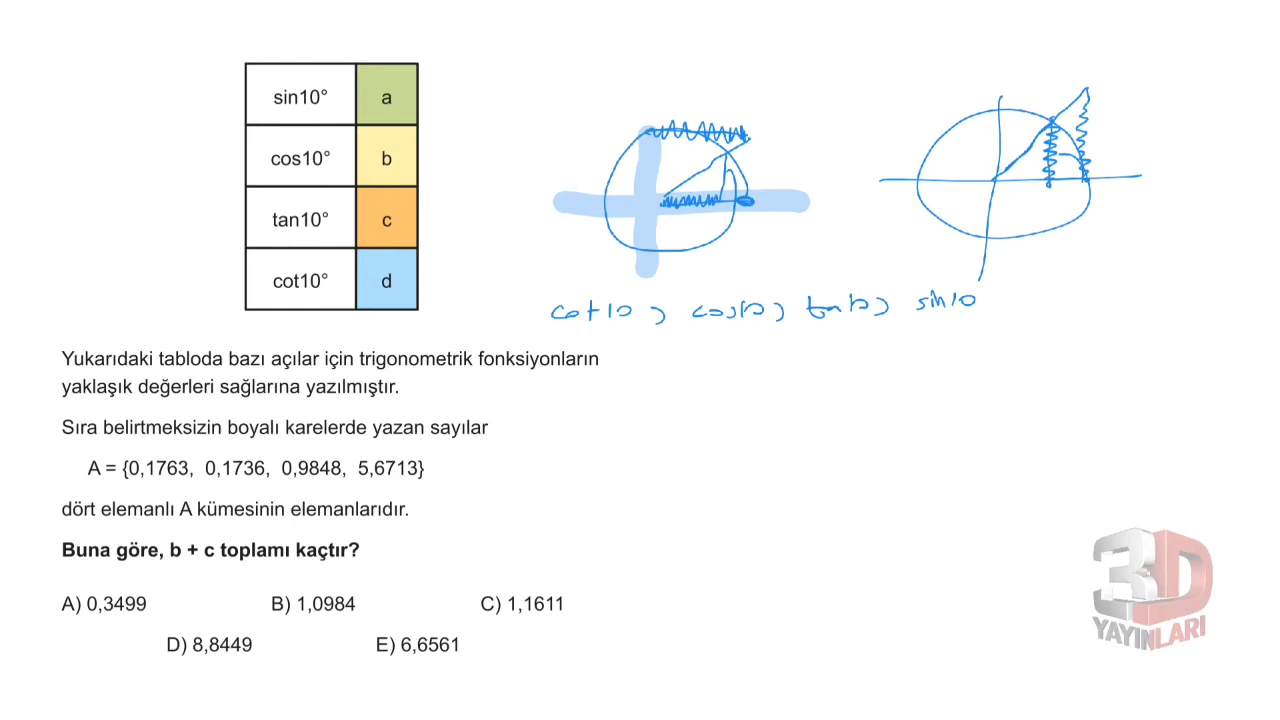 sin10° a
cos10° b
tan10° c
cot10° d
cot10 > cos10 > tan10 > sin10
Yukarıdaki tabloda bazı açılar için trigonometrik fonksiyonların
yaklaşık değerleri sağlarına yazılmıştır.
Sıra belirtmeksizin boyalı karelerde yazan sayılar
A = {0,1763, 0,1736, 0,9848, 5,6713}
dört elemanlı A kümesinin elemanlarıdır.
Buna göre, b + c toplamı kaçtır?
A) 0,3499 B) 1,0984 C) 1,1611
D) 8,8449 E) 6,6561
3D
YAYINLARI